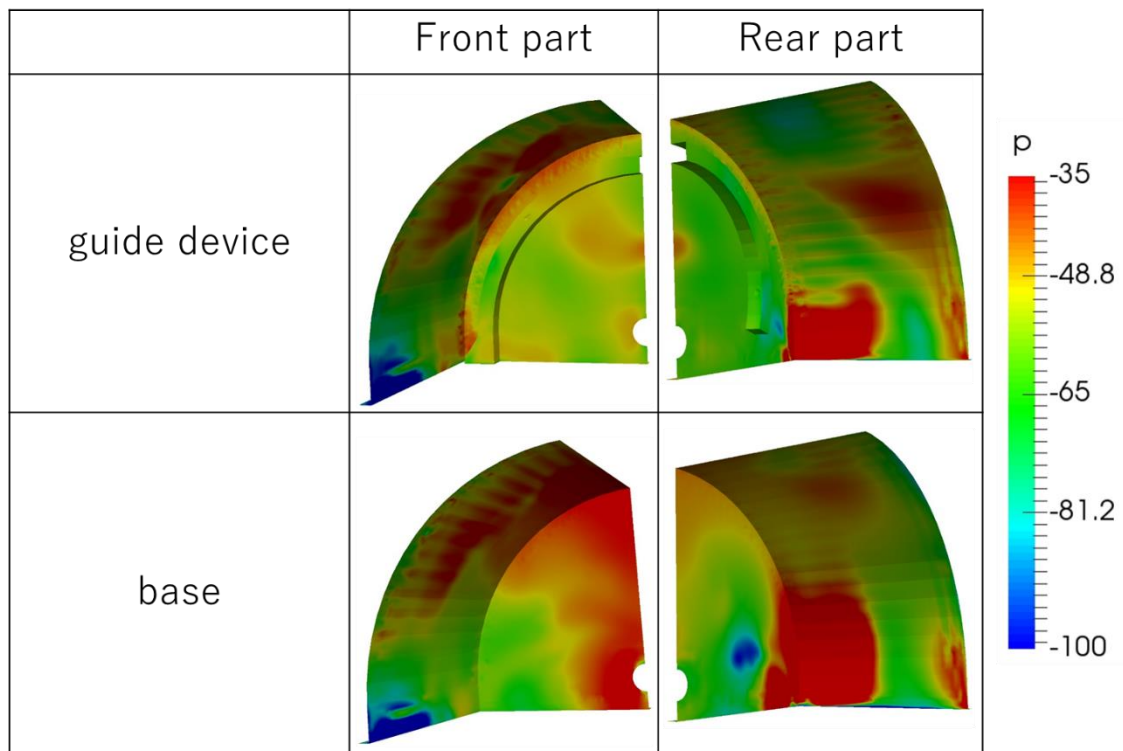 Front part Rear part
guide device
base
p
-35
-48.8
-65
-81.2
-100